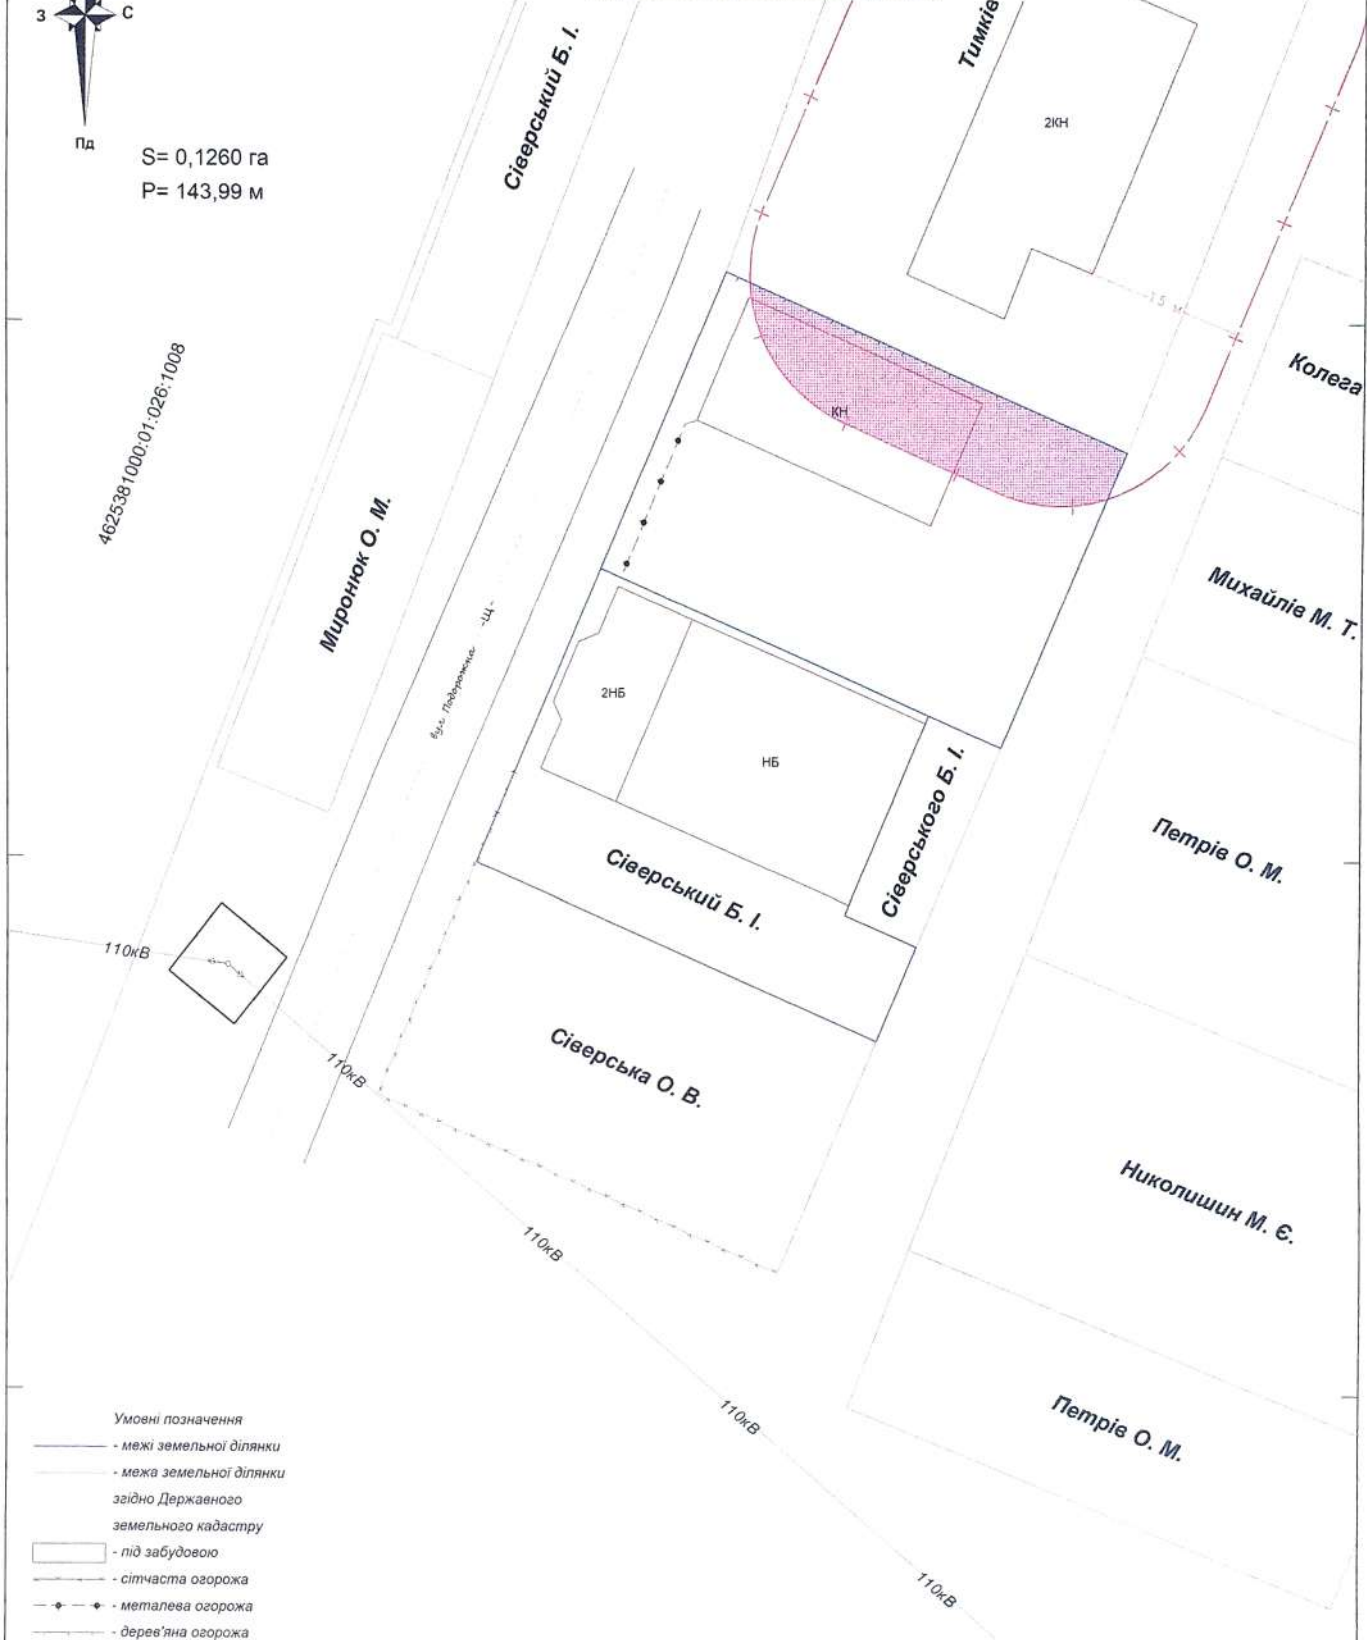 З
С
Пд
S= 0,1260 га
P= 143,99 м
Сіверський Б. І.
Тимків
2КН
15 м
Колега
4625381000:01:026:1008
КН
Миронюк О. М.
Михайлів М. Т.
вул. Подорожна
-Щ-
2НБ
НБ
Сіверського Б. І.
Петрів О. М.
Сіверський Б. І.
110кВ
Сіверська О. В.
110кВ
Николишин М. Є.
110кВ
110кВ
Петрів О. М.
110кВ
Умовні позначення
- межі земельної ділянки
- межа земельної ділянки
згідно Державного
земельного кадастру
- під забудовою
- сітчаста огорожа
- металева огорожа
- дерев'яна огорожа